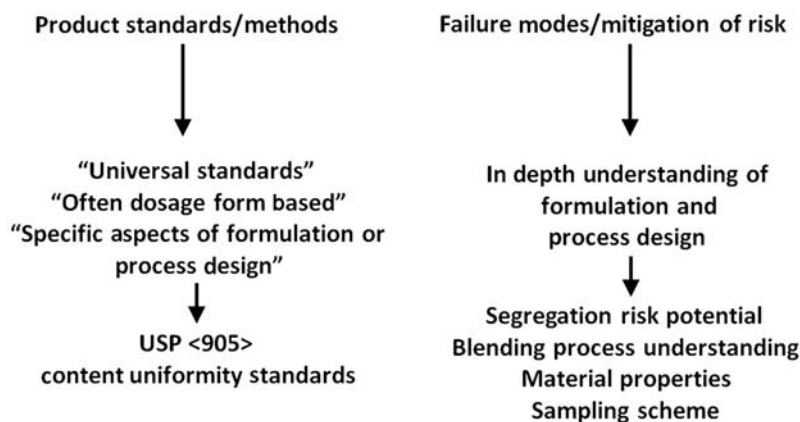 Product standards/methods
“Universal standards”
“Often dosage form based”
“Specific aspects of formulation or
process design”
USP <905>
content uniformity standards
Failure modes/mitigation of risk
In depth understanding of
formulation and
process design
Segregation risk potential
Blending process understanding
Material properties
Sampling scheme